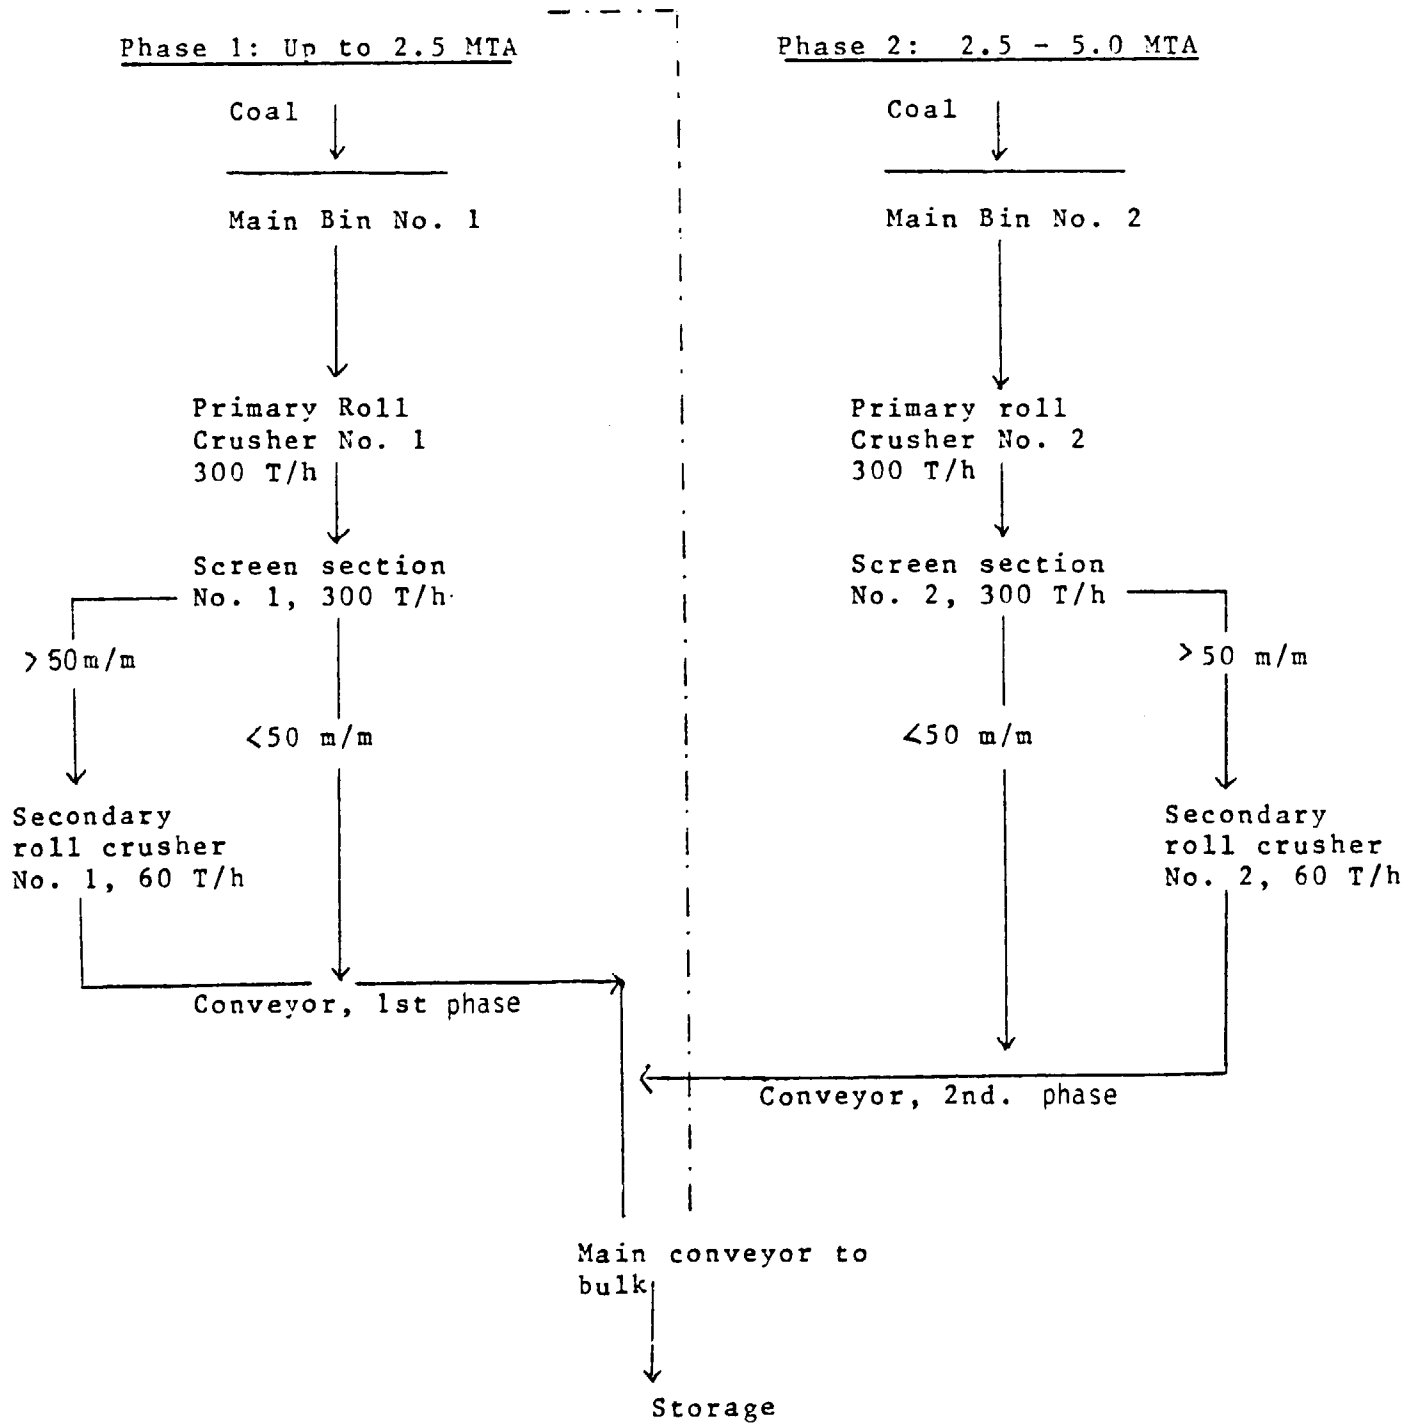 Phase 1: Up to 2.5 MTA
Coal
Main Bin No. 1
Primary Roll
Crusher No. 1
300 T/h
Screen section
No. 1, 300 T/h
>50m/m
<50 m/m
Secondary
roll crusher
No. 1, 60 T/h
Conveyor, 1st phase
Phase 2: 2.5 - 5.0 MTA
Coal
Main Bin No. 2
Primary roll
Crusher No. 2
300 T/h
Screen section
No. 2, 300 T/h
>50 m/m
<50 m/m
Secondary
roll crusher
No. 2, 60 T/h
Conveyor, 2nd. phase
Main conveyor to
bulk
Storage